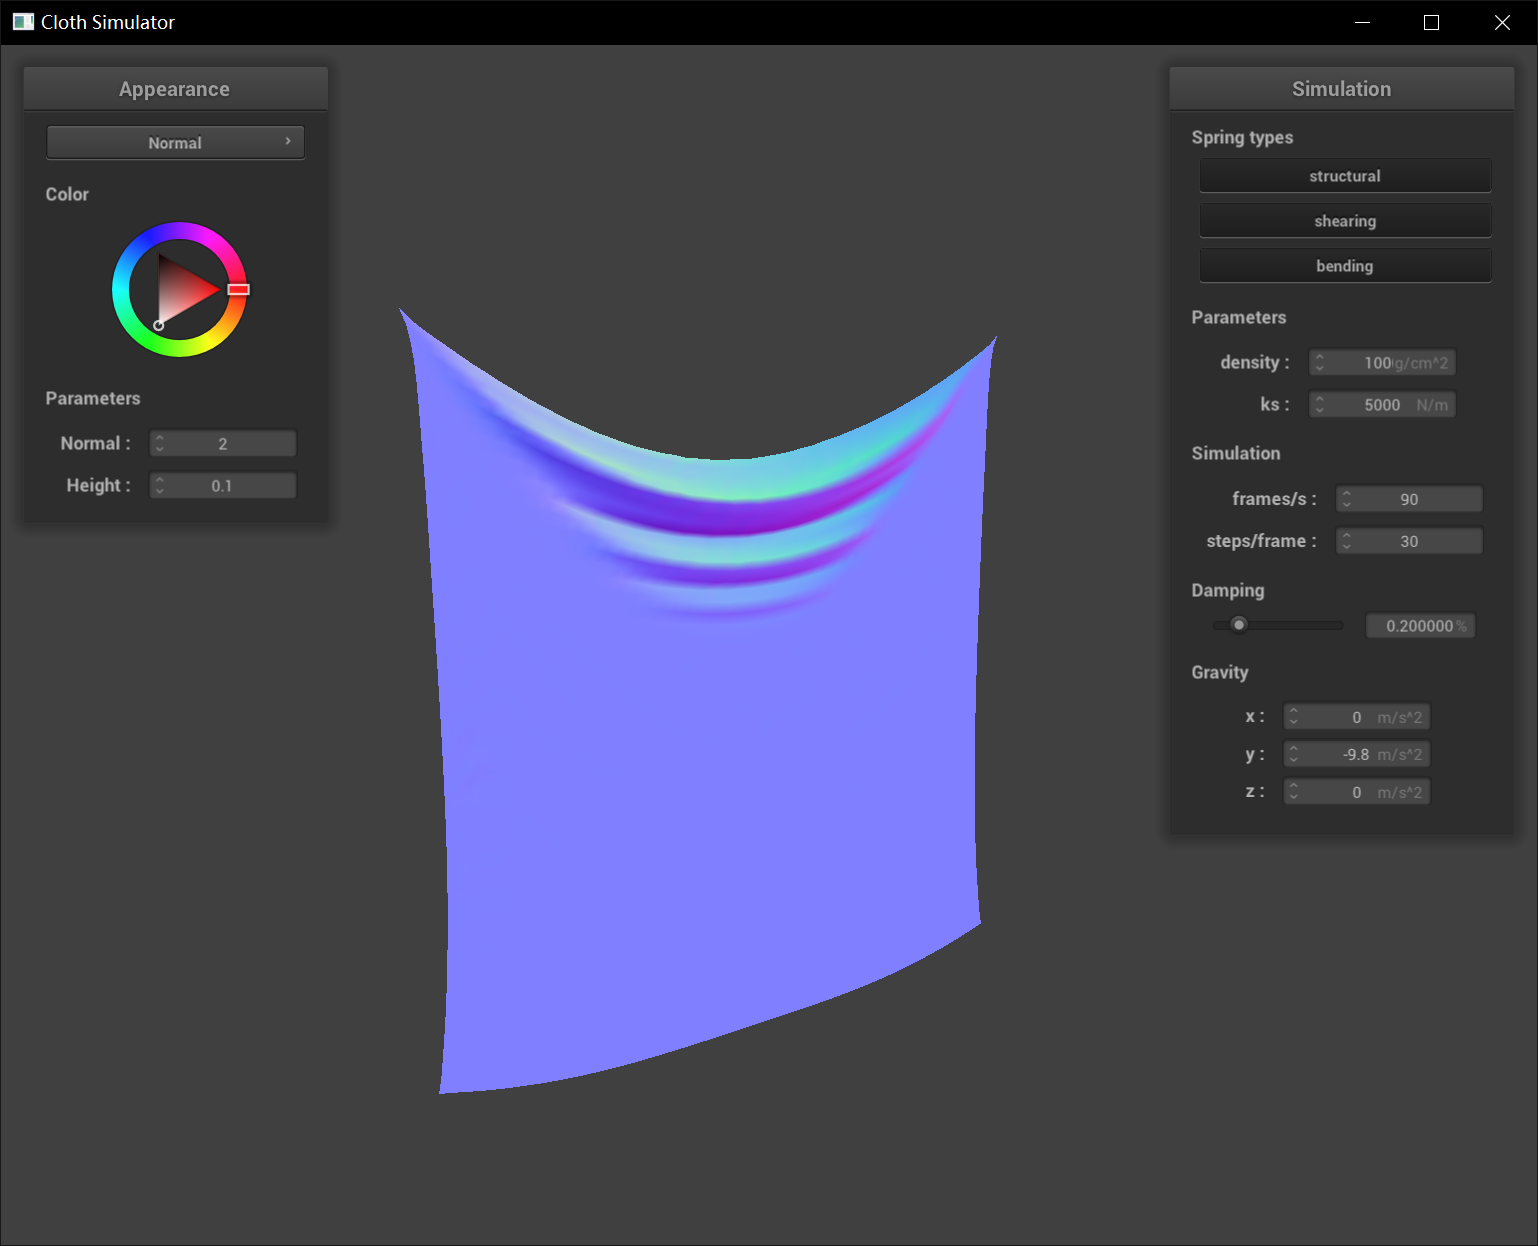 Cloth Simulator
Appearance
Normal
Color
Parameters
Normal : 2
Height : 0.1
Simulation
Spring types
structural
shearing
bending
Parameters
density : 100 g/cm^2
ks : 5000 N/m
Simulation
frames/s : 90
steps/frame : 30
Damping
0.200000 %
Gravity
x : 0 m/s^2
y : -9.8 m/s^2
z : 0 m/s^2